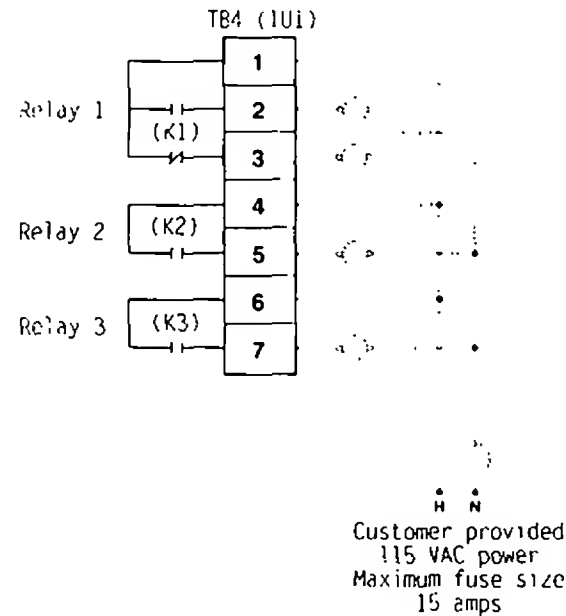 TB4 (1Ui)
1
Relay 1
2
(K1)
3
4
Relay 2
(K2)
5
6
Relay 3
(K3)
7
H N
Customer provided
115 VAC power
Maximum fuse size
15 amps